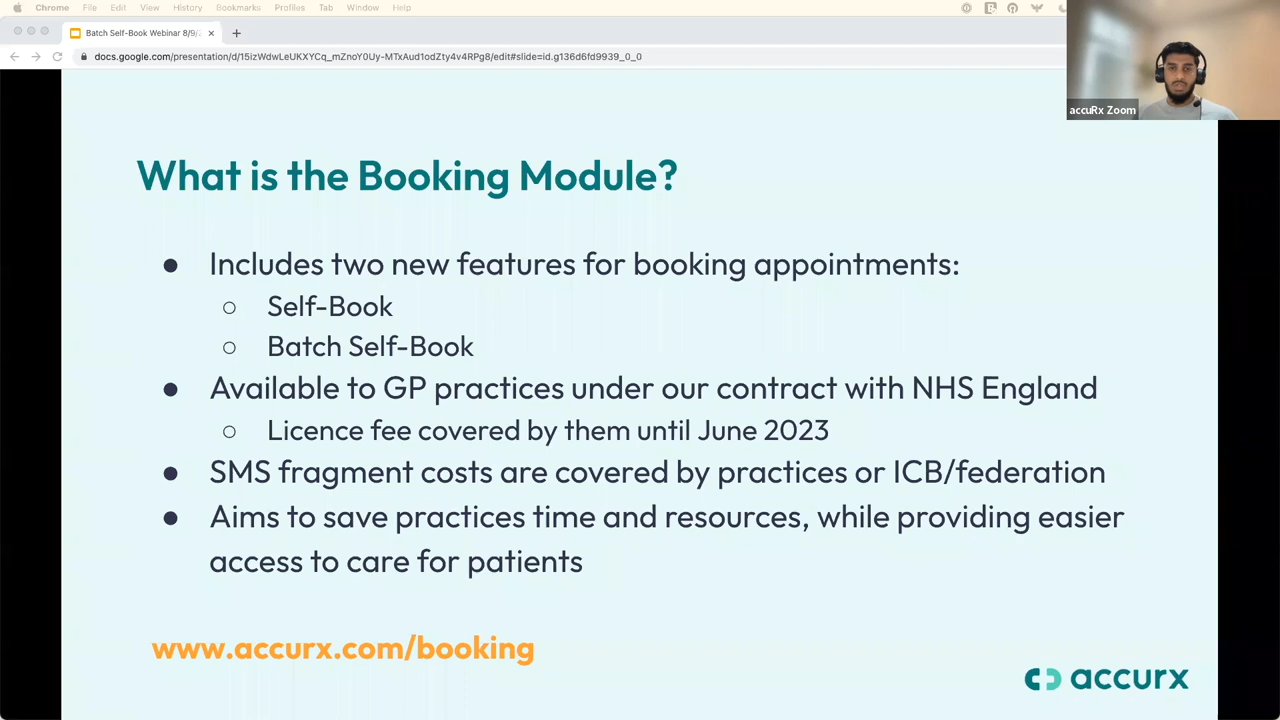 Chrome File Edit View History Bookmarks Profiles Tab Window Help
Batch Self-Book Webinar 8/9/
docs.google.com/presentation/d/15izWdwLeUKXYCq_mZnoY0Uy-MTxAud1odZty4v4RPg8/edit#slide=id.g136d6fd9939_0_0
accuRx Zoom
What is the Booking Module?
● Includes two new features for booking appointments:
○ Self-Book
○ Batch Self-Book
● Available to GP practices under our contract with NHS England
○ Licence fee covered by them until June 2023
● SMS fragment costs are covered by practices or ICB/federation
● Aims to save practices time and resources, while providing easier
access to care for patients
www.accurx.com/booking
accurx